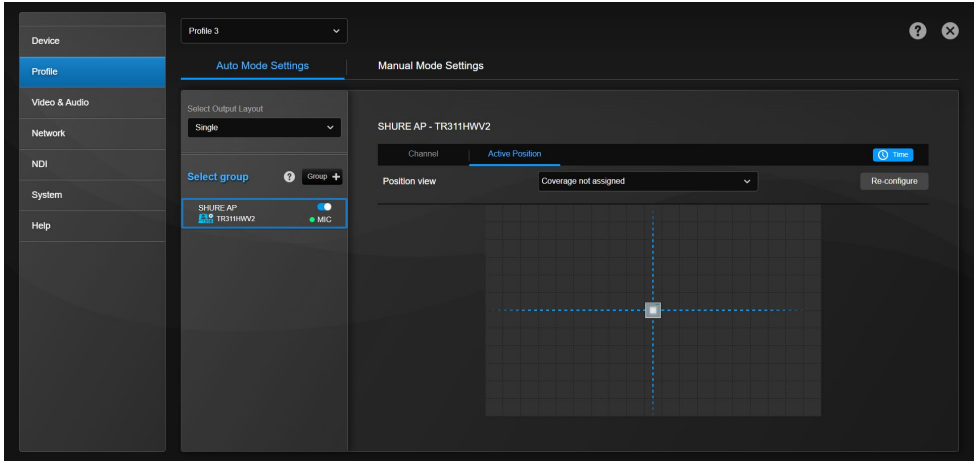 Device
Profile
Video & Audio
Network
NDI
System
Help
Profile 3
Auto Mode Settings
Manual Mode Settings
Select Output Layout
Single
Select group
?
Group +
SHURE AP
TR311HWV2
MIC
SHURE AP - TR311HWV2
Channel
Active Position
Time
Position view
Coverage not assigned
Re-configure
?